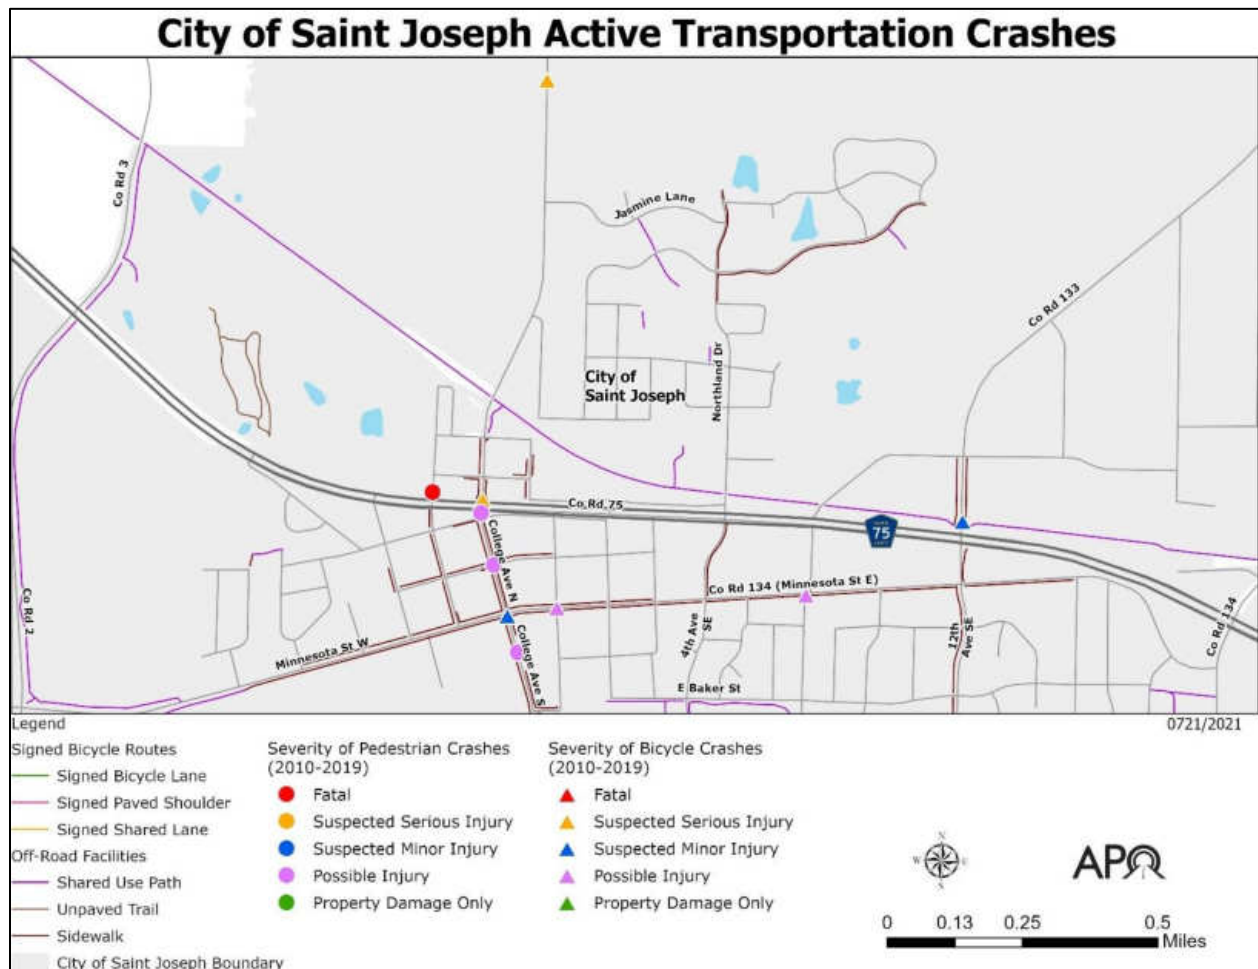 City of Saint Joseph Active Transportation Crashes
Co Rd 3
Jasmine Lane
Co Rd 133
City of
Saint Joseph
Northland Dr
Co Rd 75
75
College Ave N
Co Rd 134 (Minnesota St E)
Co Rd 2
Minnesota St W
College Ave S
4th Ave
SE
12th
Ave SE
Co Rd 134
E Baker St
0721/2021
Legend
Signed Bicycle Routes
Signed Bicycle Lane
Signed Paved Shoulder
Signed Shared Lane
Off-Road Facilities
Shared Use Path
Unpaved Trail
Sidewalk
City of Saint Joseph Boundary
Severity of Pedestrian Crashes
(2010-2019)
Fatal
Suspected Serious Injury
Suspected Minor Injury
Possible Injury
Property Damage Only
Severity of Bicycle Crashes
(2010-2019)
Fatal
Suspected Serious Injury
Suspected Minor Injury
Possible Injury
Property Damage Only
N
W
APO
0 0.13 0.25 0.5
Miles